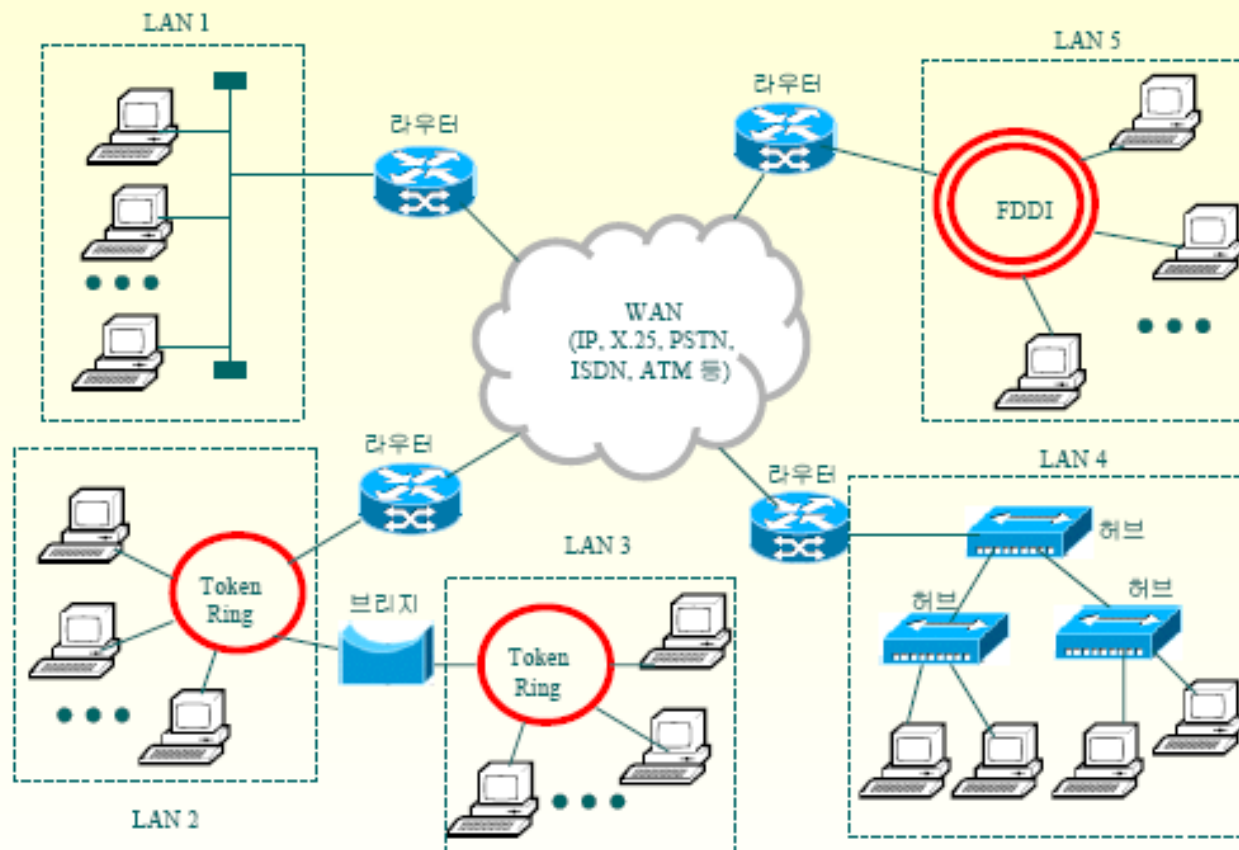 LAN 1
LAN 5
라우터
라우터
FDDI
WAN
(IP, X.25, PSTN,
ISDN, ATM 등)
라우터
LAN 4
라우터
허브
LAN 3
Token
Ring
브리지
허브
허브
Token
Ring
LAN 2